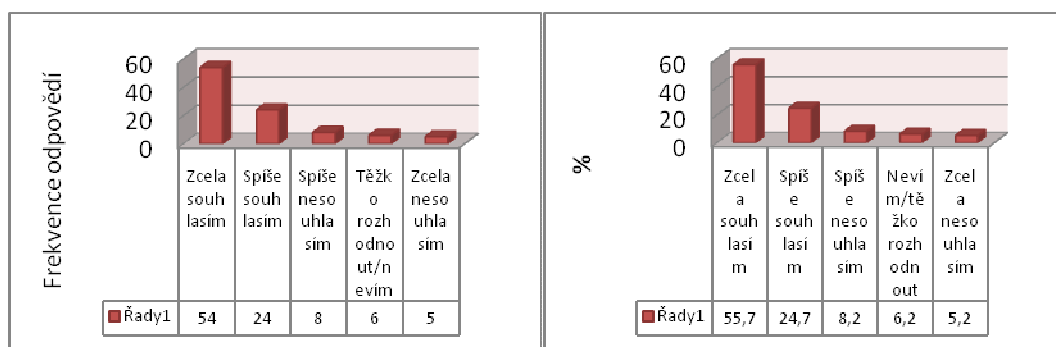 Frekvence odpovědí
60
40
20
0
Zcela
souh
lasím
Spíše
souh
lasím
Spíše
neso
uhla
sím
Těžk
o
rozh
odno
ut/n
evím
Zcela
neso
uhla
sím
Řady1 54 24 8 6 5
%
60
40
20
0
Zcel
a
souh
lasí
m
Spíš
e
souh
lasí
m
Spíš
e
neso
uhla
sím
Neví
m/tě
žko
rozh
odn
out
Zcel
a
neso
uhla
sím
Řady1 55,7 24,7 8,2 6,2 5,2